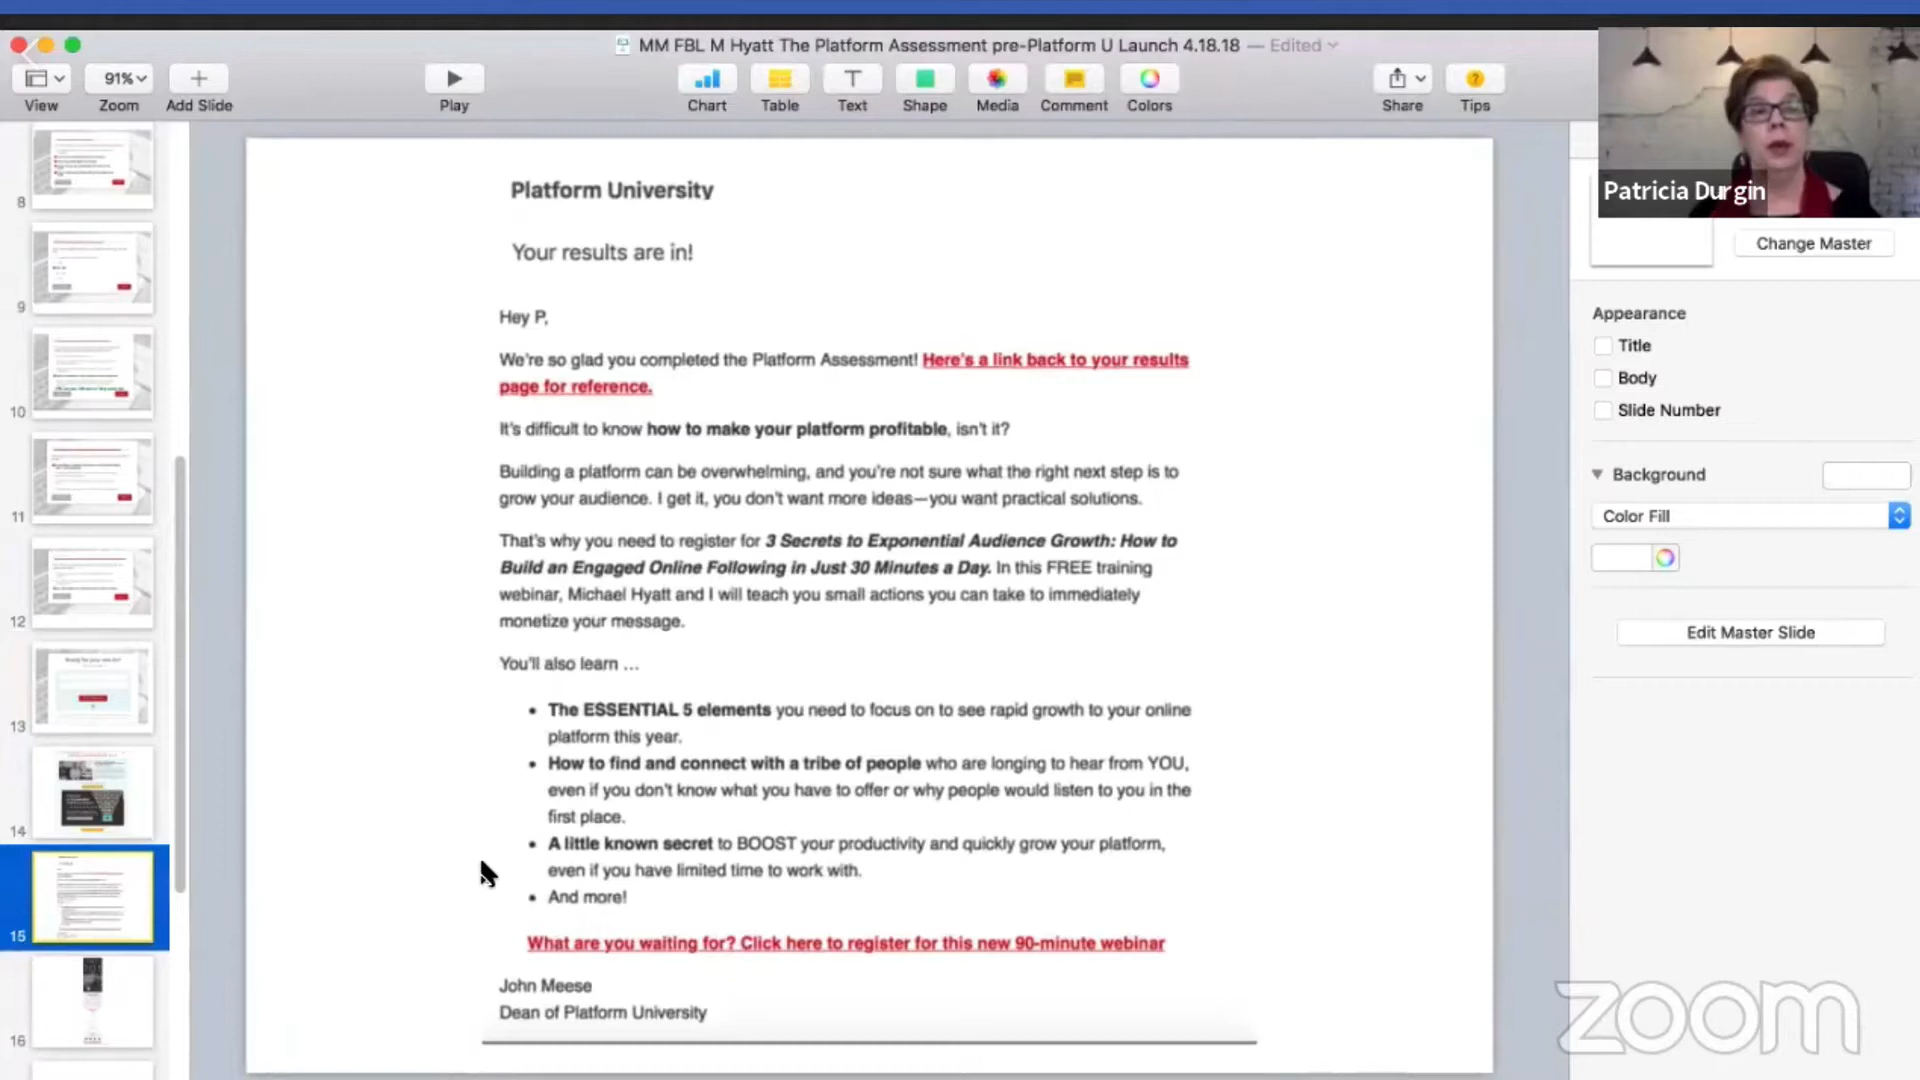 MM FBL M Hyatt The Platform Assessment pre-Platform U Launch 4.18.18 — Edited
91%
View
Zoom
Add Slide
Play
Chart
Table
Text
Shape
Media
Comment
Colors
Share
Tips
Patricia Durgin
Change Master
Appearance
Title
Body
Slide Number
Background
Color Fill
Edit Master Slide
8
9
10
11
12
13
14
15
16
Platform University
Your results are in!
Hey P,
We're so glad you completed the Platform Assessment! Here's a link back to your results
page for reference.
It's difficult to know how to make your platform profitable, isn't it?
Building a platform can be overwhelming, and you're not sure what the right next step is to
grow your audience. I get it, you don't want more ideas—you want practical solutions.
That's why you need to register for 3 Secrets to Exponential Audience Growth: How to
Build an Engaged Online Following in Just 30 Minutes a Day. In this FREE training
webinar, Michael Hyatt and I will teach you small actions you can take to immediately
monetize your message.
You'll also learn ...
• The ESSENTIAL 5 elements you need to focus on to see rapid growth to your online
platform this year.
• How to find and connect with a tribe of people who are longing to hear from YOU,
even if you don't know what you have to offer or why people would listen to you in the
first place.
• A little known secret to BOOST your productivity and quickly grow your platform,
even if you have limited time to work with.
• And more!
What are you waiting for? Click here to register for this new 90-minute webinar
John Meese
Dean of Platform University
zoom